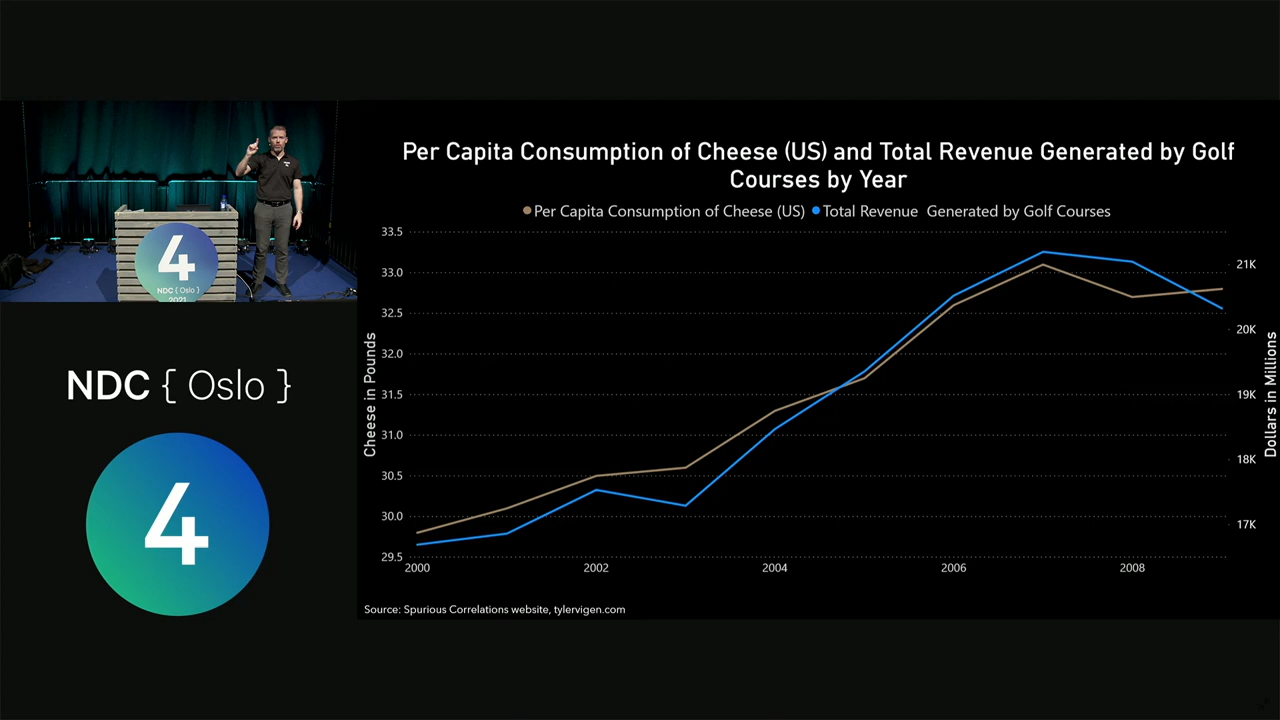 Per Capita Consumption of Cheese (US) and Total Revenue Generated by Golf
Courses by Year
Per Capita Consumption of Cheese (US) Total Revenue Generated by Golf Courses
33.5
33.0
32.5
32.0
31.5
31.0
30.5
30.0
29.5
Cheese in Pounds
21K
20K
19K
18K
17K
Dollars in Millions
2000 2002 2004 2006 2008
Source: Spurious Correlations website, tylervigen.com
4
NDC { Oslo }
2021
NDC { Oslo }
4